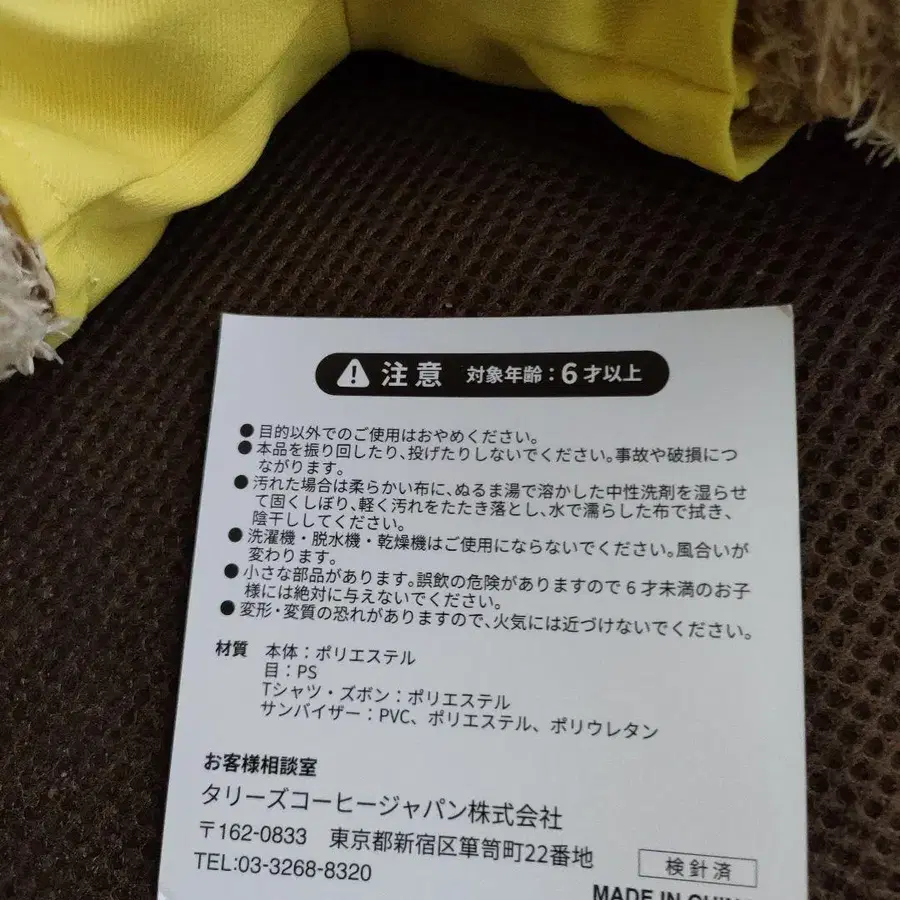 注意 対象年齢：6才以上
●目的以外でのご使用はおやめください。
●本品を振り回したり、投げたりしないでください。事故や破損につ
ながります。
●汚れた場合は柔らかい布に、ぬるま湯で溶かした中性洗剤を湿らせ
て固くしぼり、軽く汚れをたたき落とし、水で濡らした布で拭き、
陰干ししてください。
●洗濯機・脱水機・乾燥機はご使用にならないでください。風合いが
変わります。
●小さな部品があります。誤飲の危険がありますので6才未満のお子
様には絶対に与えないでください。
●変形・変質の恐れがありますので、火気には近づけないでください。
材質 本体：ポリエステル
目：PS
Tシャツ・ズボン：ポリエステル
サンバイザー：PVC、ポリエステル、ポリウレタン
お客様相談室
タリーズコーヒージャパン株式会社
〒162-0833 東京都新宿区箪笥町22番地
TEL:03-3268-8320
検針済
MADE IN CHINA